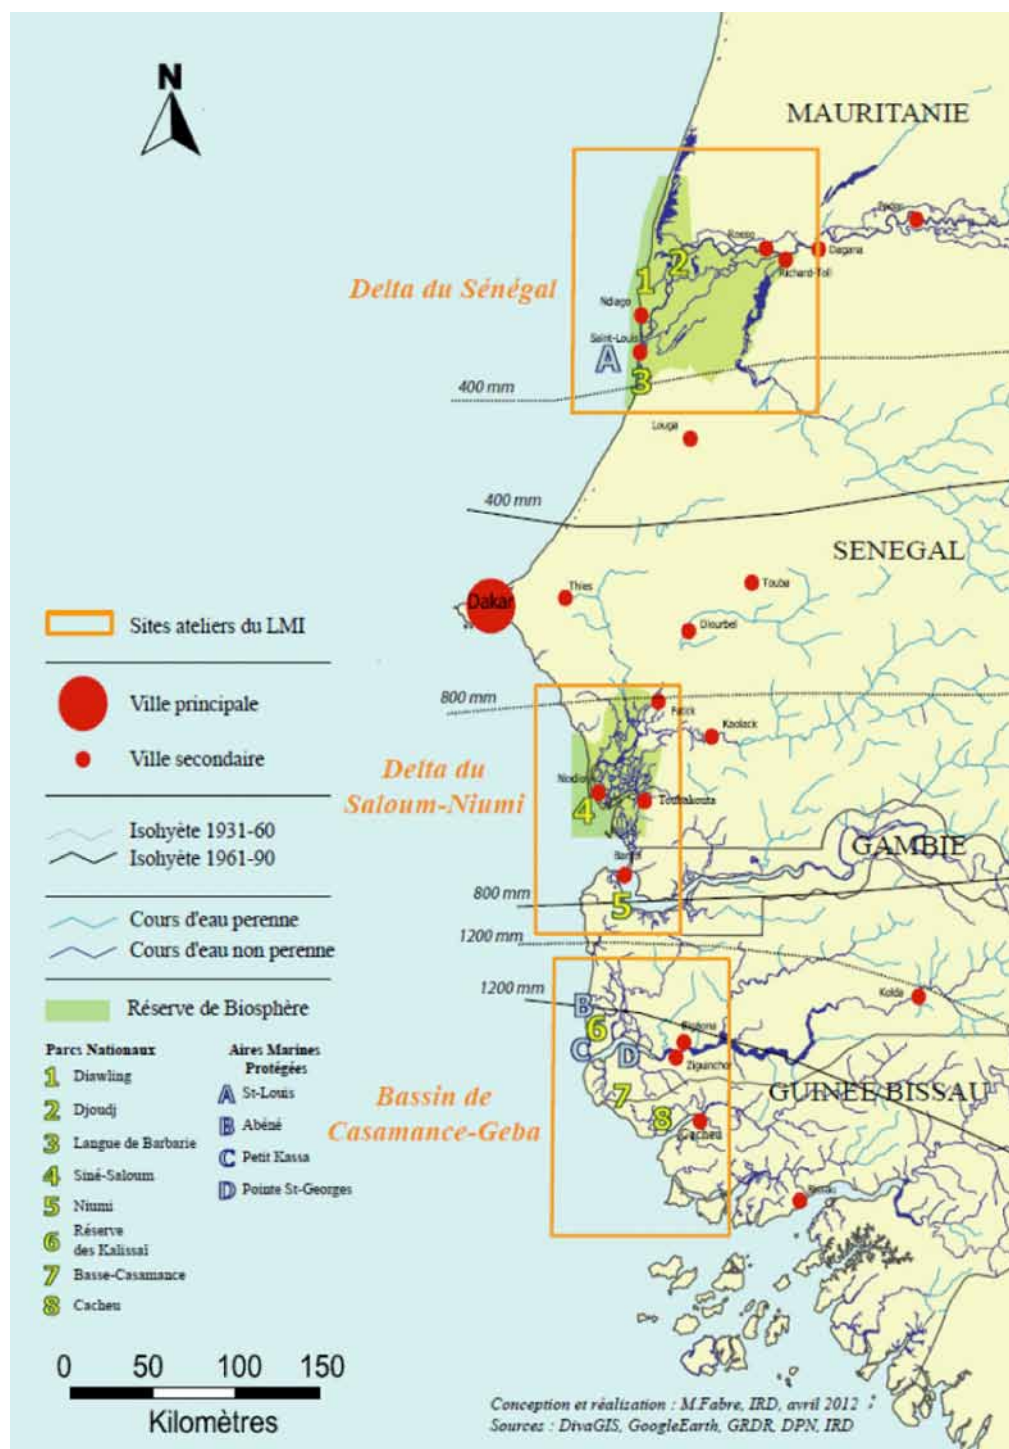 N
MAURITANIE
Podor
Rosso
Dagana
Richard-Toll
Delta du Sénégal
1
2
Ndiago
Saint-Louis
A
3
400 mm
Louga
400 mm
SENEGAL
Thies
Touba
Dakar
Diourbel
Sites ateliers du LMI
800 mm
Ville principale
Fatick
Kaolack
Ville secondaire
Delta du
Saloum-Niumi
4
Toubakouta
Isohyète 1931-60
Isohyète 1961-90
GAMBIE
800 mm
5
Cours d'eau perenne
Cours d'eau non perenne
1200 mm
1200 mm
Kolda
Réserve de Biosphère
B
6
C
D
Bignona
Ziguinchor
Bassin de
Casamance-Geba
7
8
Cacheu
GUINEE BISSAU
Bissau
Parcs Nationaux
1 Diawling
2 Djoudj
3 Langue de Barbarie
4 Siné-Saloum
5 Niumi
6 Réserve
des Kalissaï
7 Basse-Casamance
8 Cacheu
Aires Marines
Protégées
A St-Louis
B Abéné
C Petit Kassa
D Pointe St-Georges
0 50 100 150
Kilomètres
Conception et réalisation : M.Fabre, IRD, avril 2012
Sources : DivaGIS, GoogleEarth, GRDR, DPN, IRD